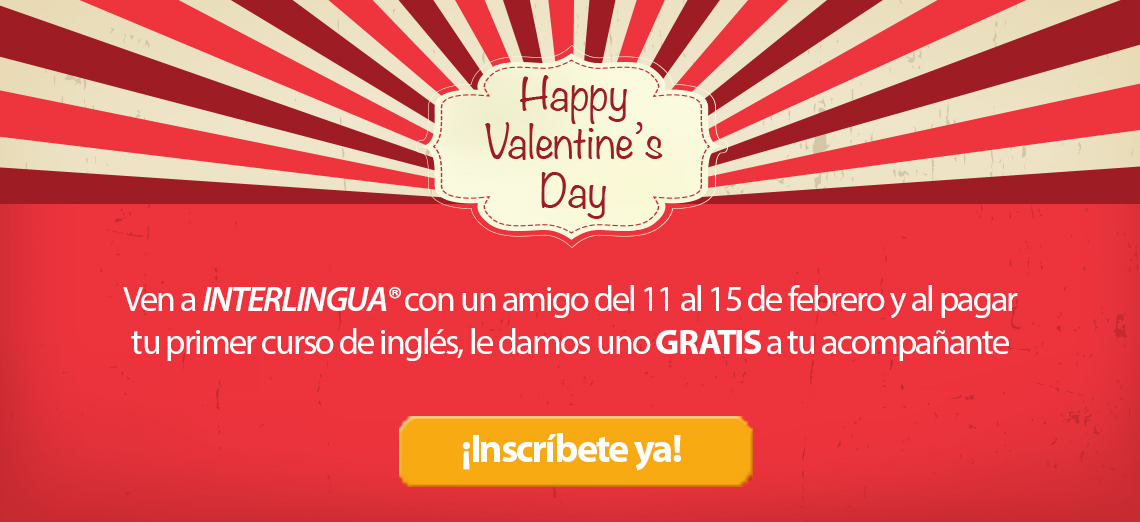 Happy
Valentine's
Day
Ven a INTERLINGUA® con un amigo del 11 al 15 de febrero y al pagar
tu primer curso de inglés, le damos uno GRATIS a tu acompañante
¡Inscríbete ya!